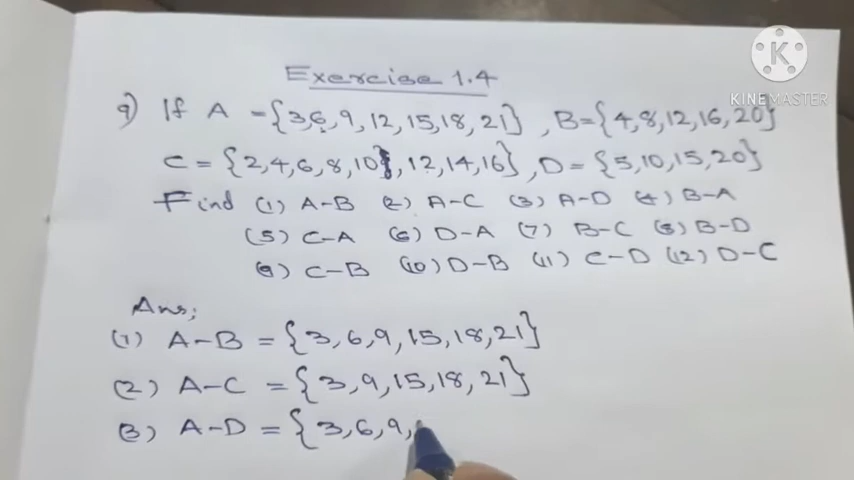 KINEMASTER
Exercise 1.4
9) If A = {3,6,9,12,15,18,21}, B = {4,8,12,16,20}
C = {2,4,6,8,10, 12,14,16}, D = {5,10,15,20}
Find (1) A-B (2) A-C (3) A-D (4) B-A
(5) C-A (6) D-A (7) B-C (8) B-D
(9) C-B (10) D-B (11) C-D (12) D-C
Ans;
(1) A-B = {3,6,9,15,18,21}
(2) A-C = {3,9,15,18,21}
(3) A-D = {3,6,9,